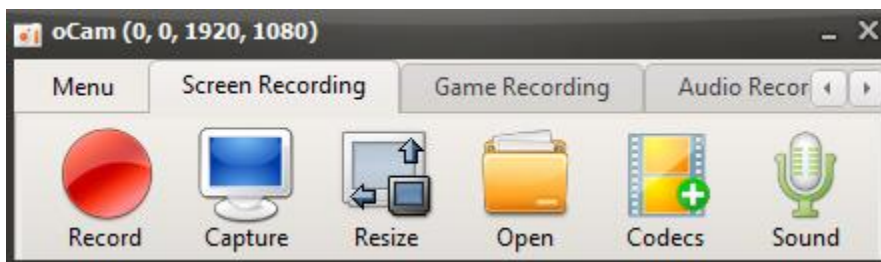 oCam (0, 0, 1920, 1080)
Menu Screen Recording Game Recording Audio Recor
Record Capture Resize Open Codecs Sound